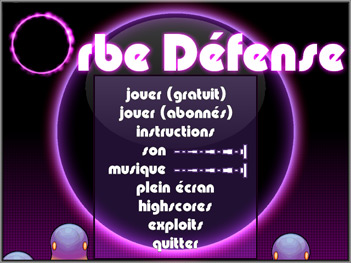 Orbe Défense
jouer (gratuit)
jouer (abonnés)
instructions
son
musique
plein écran
highscores
exploits
quitter